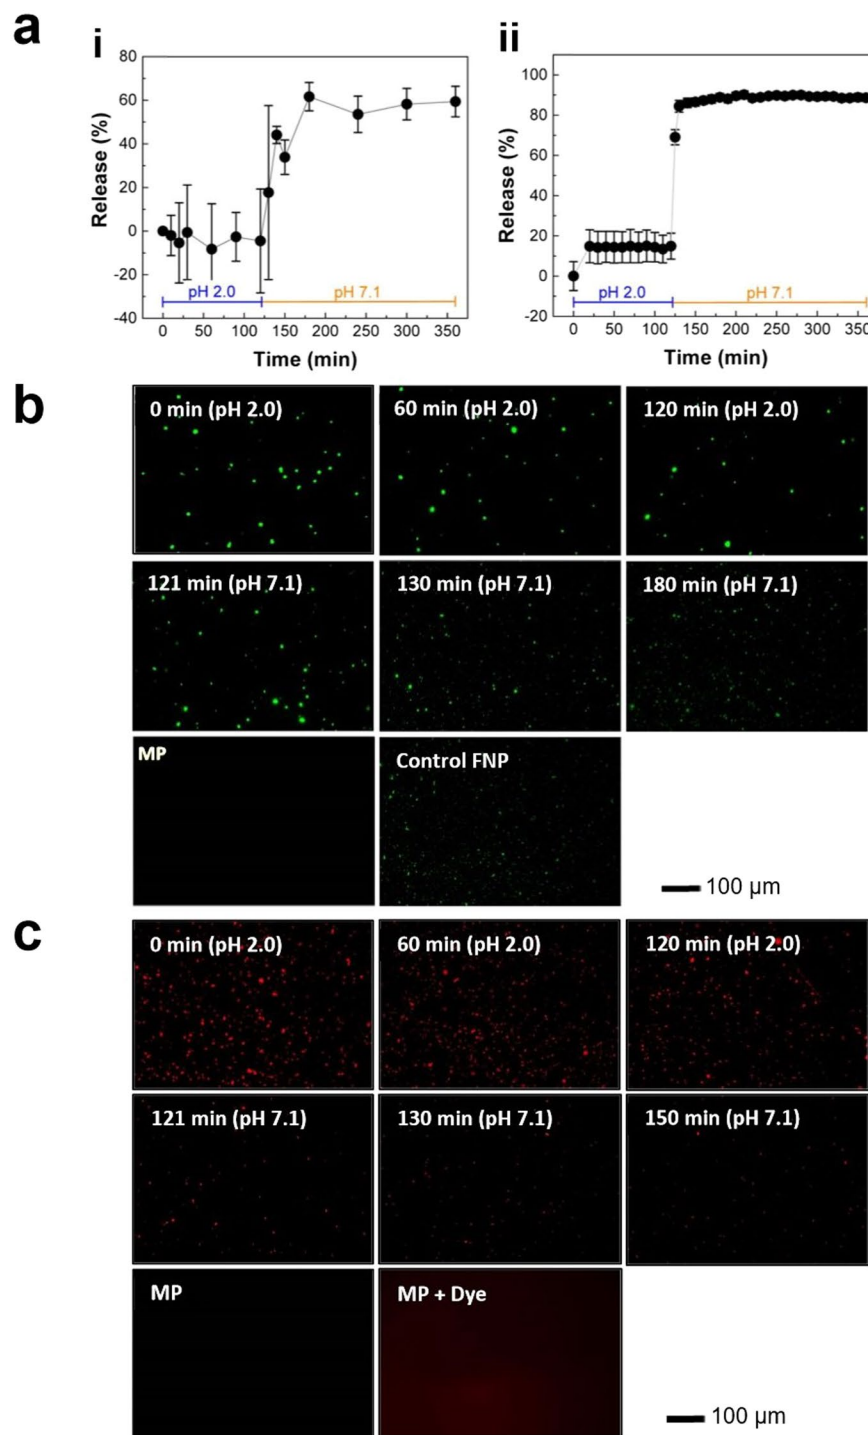 a
i
ii
80
60
40
20
0
-20
-40
Release (%)
pH 2.0
pH 7.1
0 50 100 150 200 250 300 350
Time (min)
100
80
60
40
20
0
-20
Release (%)
pH 2.0
pH 7.1
0 50 100 150 200 250 300 350
Time (min)
b
0 min (pH 2.0)
60 min (pH 2.0)
120 min (pH 2.0)
121 min (pH 7.1)
130 min (pH 7.1)
180 min (pH 7.1)
MP
Control FNP
100 µm
c
0 min (pH 2.0)
60 min (pH 2.0)
120 min (pH 2.0)
121 min (pH 7.1)
130 min (pH 7.1)
150 min (pH 7.1)
MP
MP + Dye
100 µm